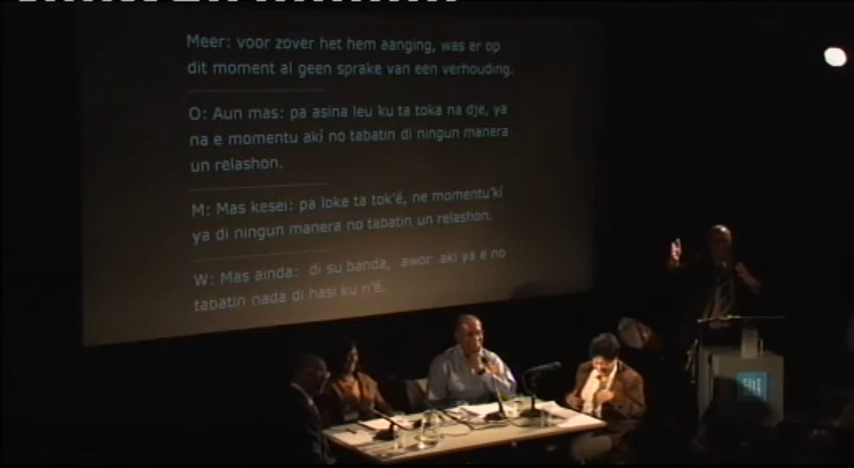 Meer: voor zover het hem aanging, was er op
dit moment al geen sprake van een verhouding.
O: Aun mas: pa asina leu ku ta toka na dje, ya
na e momentu akí no tabatin di ningun manera
un relashon.
M: Mas kesei: pa loke ta tok'é, ne momentu'kí
ya di ningun manera no tabatin un relashon.
W: Mas ainda: di su banda, awor aki ya e no
tabatin nada di hasi ku n'é.